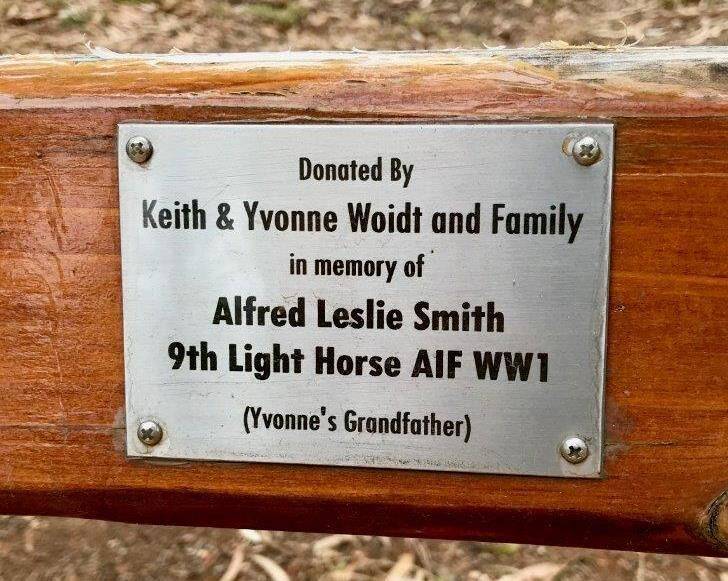 Donated By
Keith & Yvonne Woidt and Family
in memory of
Alfred Leslie Smith
9th Light Horse AIF WW1
(Yvonne's Grandfather)